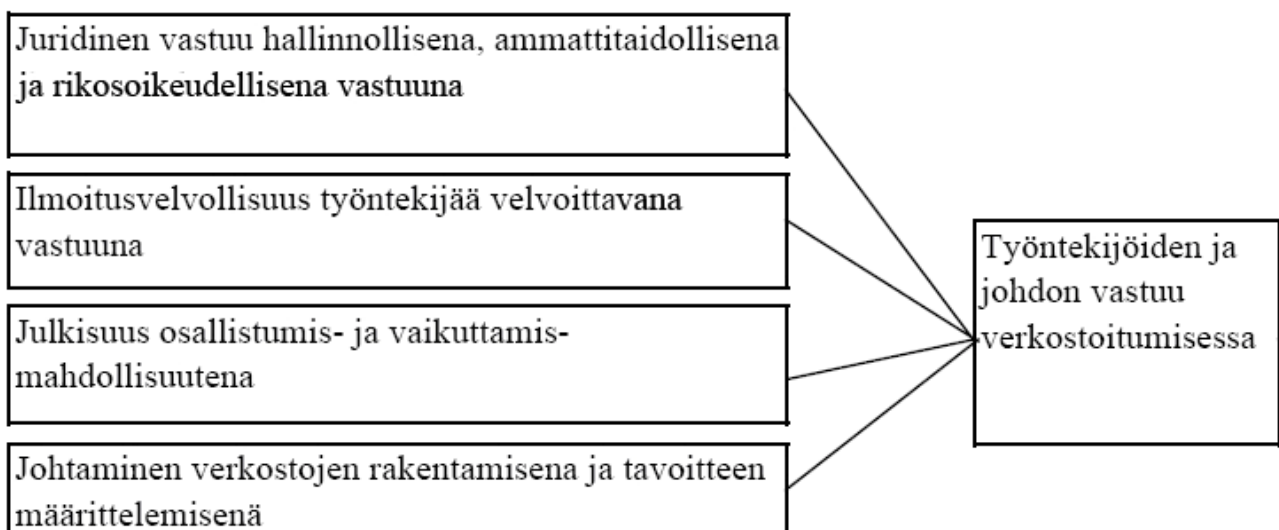 Juridinen vastuu hallinnollisena, ammattitaidollisena
ja rikosoikeudellisena vastuuna
Ilmoitusvelvollisuus työntekijää velvoittavana
vastuuna
Julkisuus osallistumis- ja vaikuttamis-
mahdollisuutena
Johtaminen verkostojen rakentamisena ja tavoitteen
määrittelemisenä
Työntekijöiden ja
johdon vastuu
verkostoitumisessa